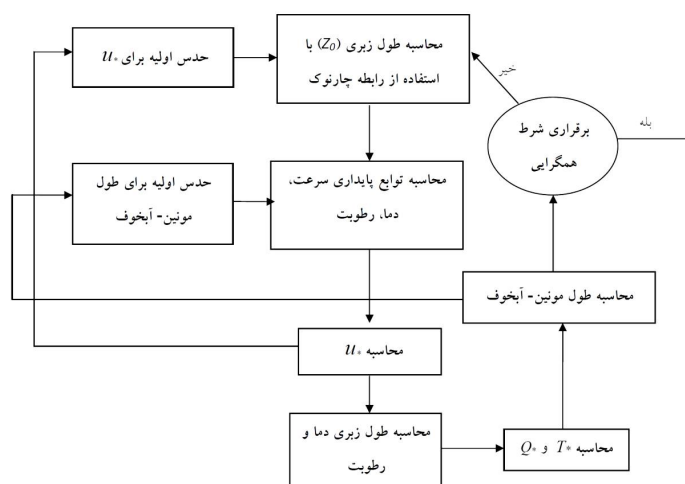 حدس اولیه برای u*
محاسبه طول زبری (Z0) با
استفاده از رابطه چارنوک
خیر
بله
برقراری شرط
همگرایی
حدس اولیه برای طول
مونین- آبخوف
محاسبه توابع پایداری سرعت،
دما، رطوبت
محاسبه طول مونین- آبخوف
محاسبه u*
محاسبه طول زبری دما و
رطوبت
محاسبه T* و Q*